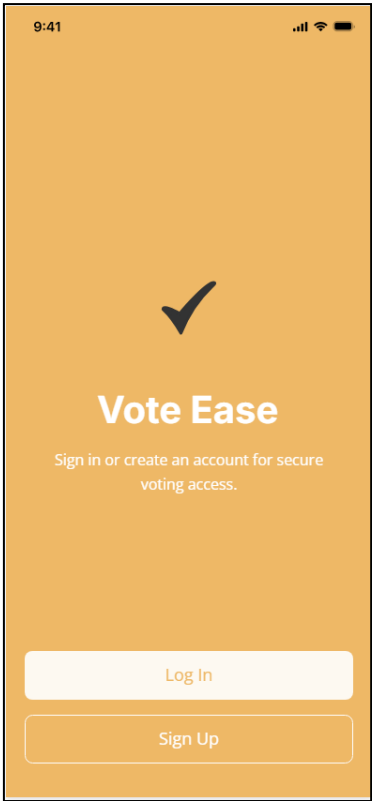 9:41
Vote Ease
Sign in or create an account for secure
voting access.
Log In
Sign Up